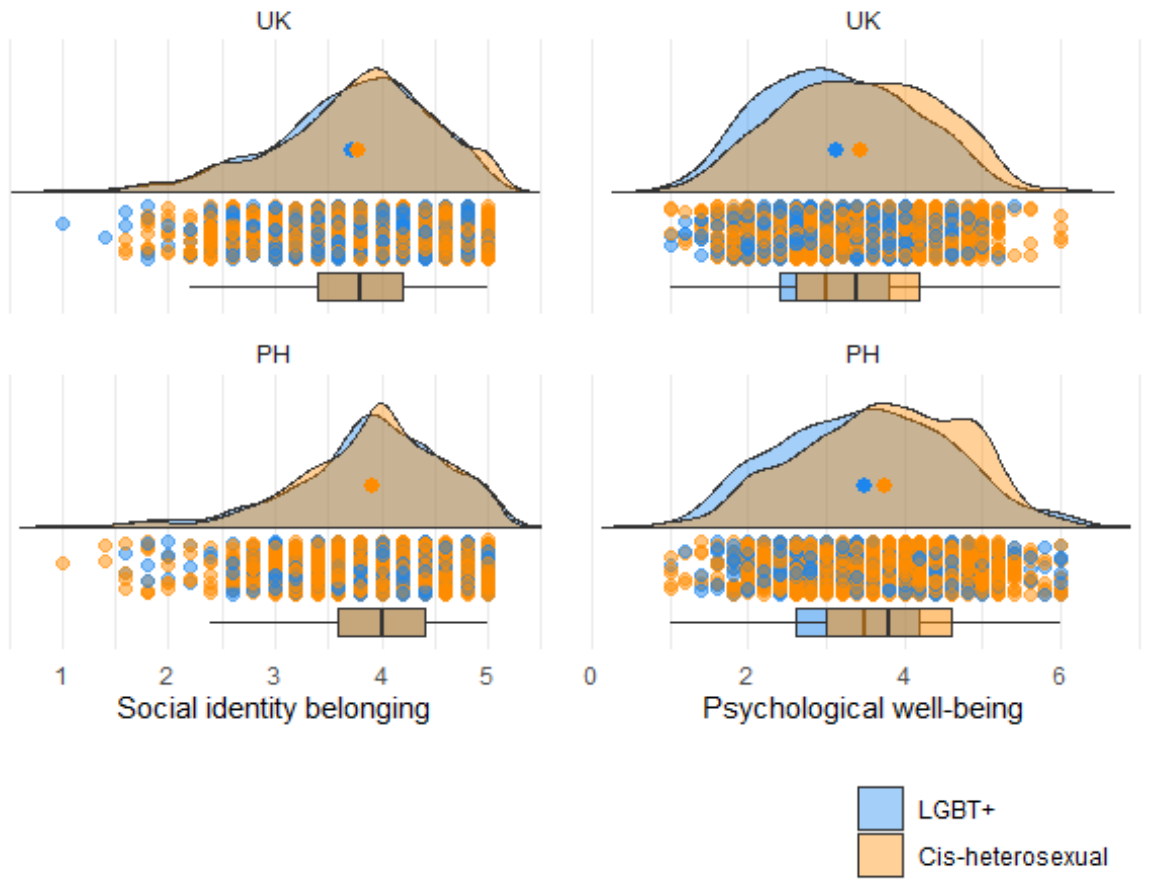 UK
UK
PH
PH
1 2 3 4 5
0 2 4 6
Social identity belonging
Psychological well-being
LGBT+
Cis-heterosexual